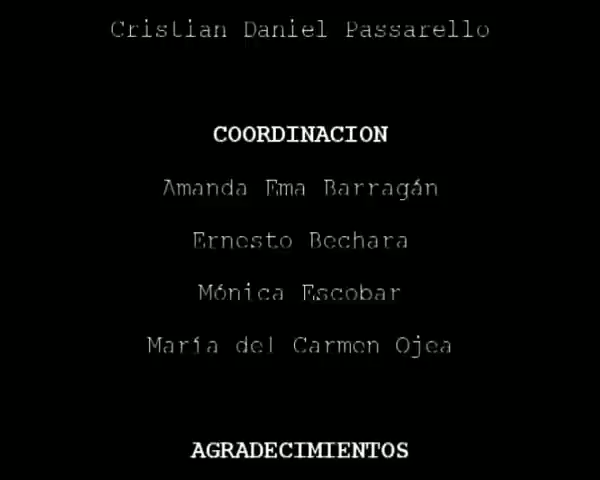 Cristian Daniel Passarello
COORDINACION
Amanda Ema Barragán
Ernesto Bechara
Mónica Escobar
María del Carmen Ojea
AGRADECIMIENTOS